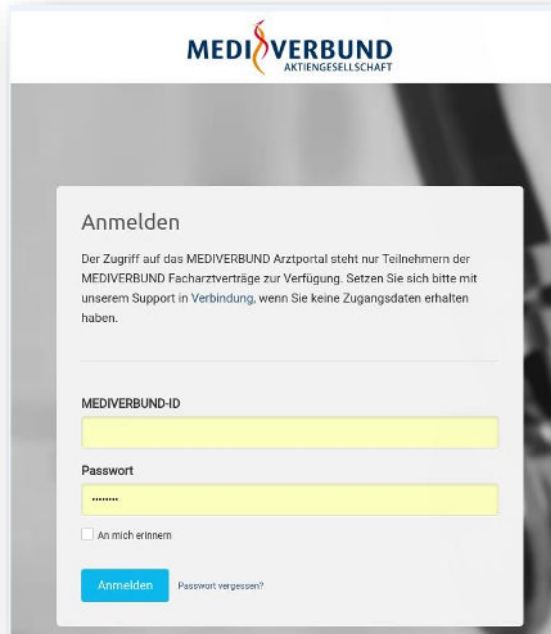 MEDIVERBUND
AKTIENGESELLSCHAFT
Anmelden
Der Zugriff auf das MEDIVERBUND Arztportal steht nur Teilnehmern der
MEDIVERBUND Facharztverträge zur Verfügung. Setzen Sie sich bitte mit
unserem Support in Verbindung, wenn Sie keine Zugangsdaten erhalten
haben.
MEDIVERBUND-ID
Passwort
••••••••
An mich erinnern
Anmelden Passwort vergessen?